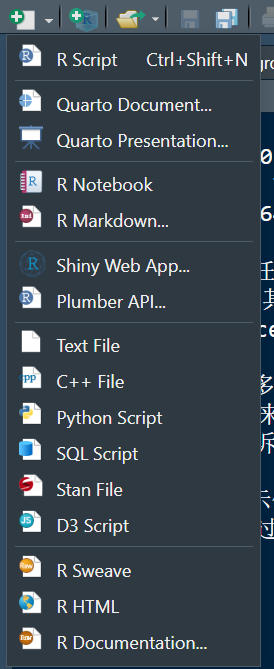 R Script Ctrl+Shift+N
Quarto Document...
Quarto Presentation...
R Notebook
R Markdown...
Shiny Web App...
Plumber API...
Text File
C++ File
Python Script
SQL Script
Stan File
D3 Script
R Sweave
R HTML
R Documentation...